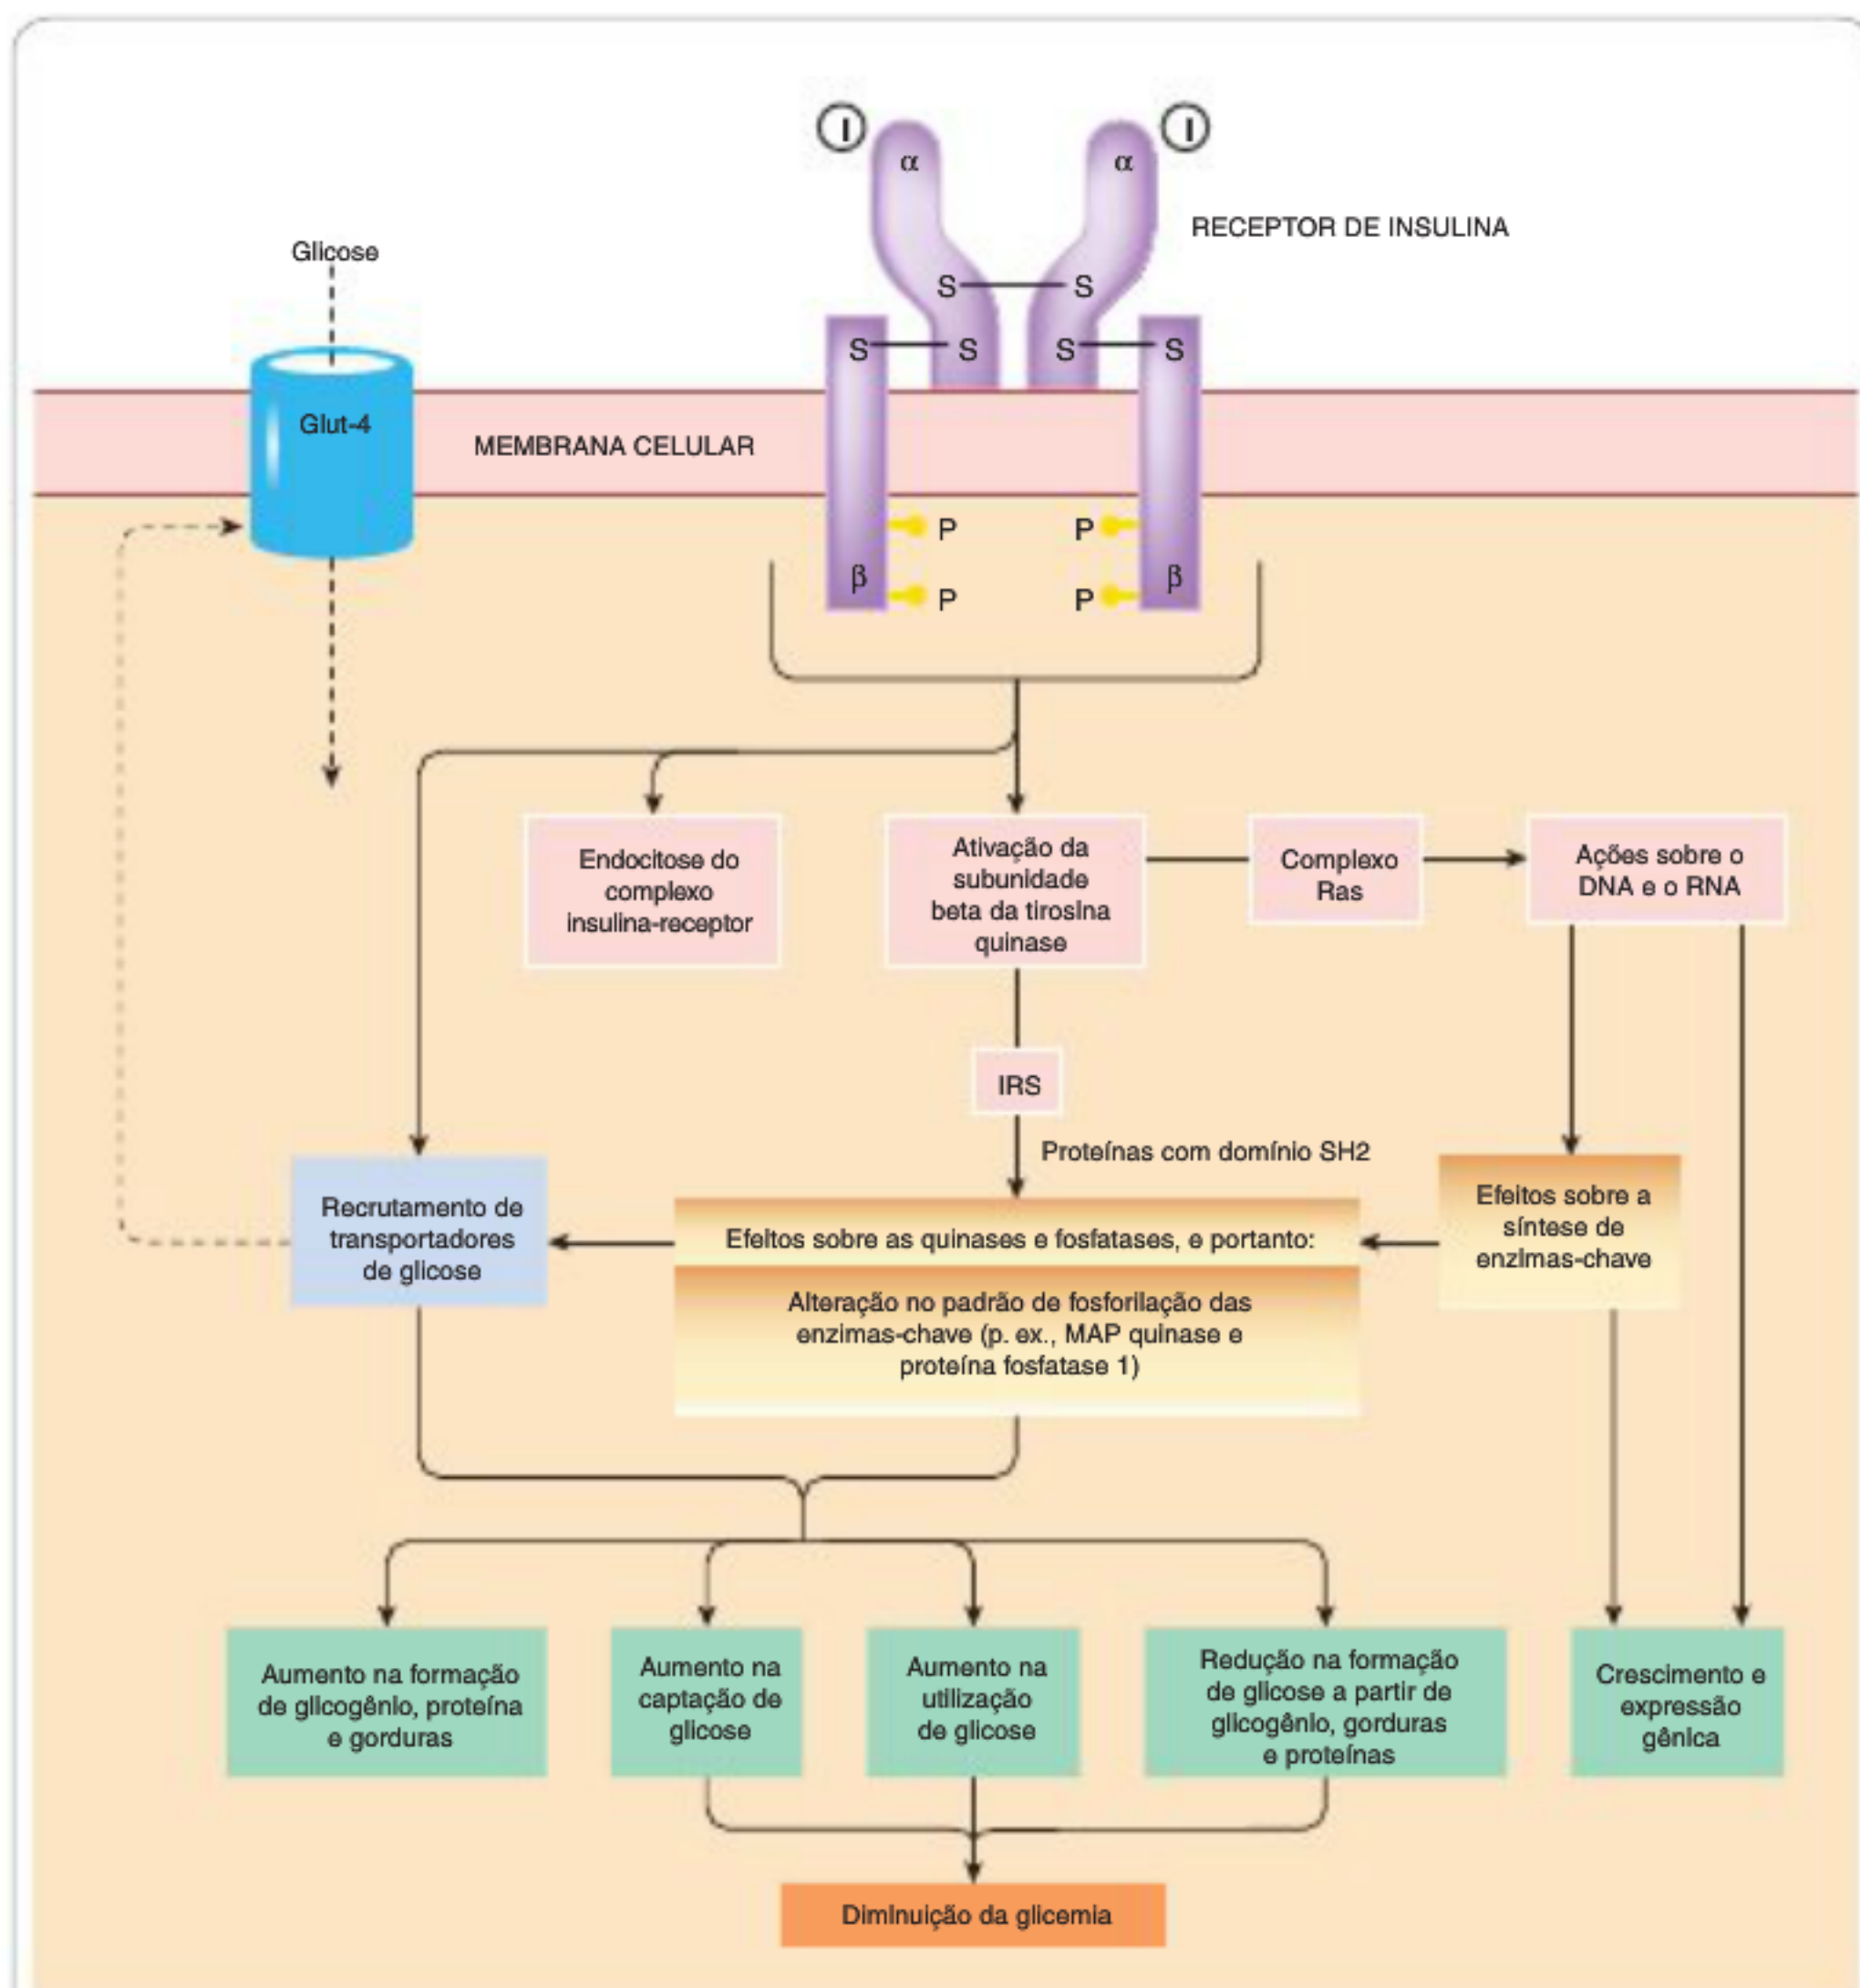 I
I
α
α
RECEPTOR DE INSULINA
Glicose
S S
S S S S
Glut-4
MEMBRANA CELULAR
P P
β β
P P
Endocitose do
complexo
insulina-receptor
Ativação da
subunidade
beta da tirosina
quinase
Complexo
Ras
Ações sobre o
DNA e o RNA
IRS
Proteínas com domínio SH2
Recrutamento de
transportadores
de glicose
Efeitos sobre as quinases e fosfatases, e portanto:
Alteração no padrão de fosforilação das
enzimas-chave (p. ex., MAP quinase e
proteína fosfatase 1)
Efeitos sobre a
síntese de
enzimas-chave
Aumento na formação
de glicogênio, proteína
e gorduras
Aumento na
captação de
glicose
Aumento na
utilização
de glicose
Redução na formação
de glicose a partir de
glicogênio, gorduras
e proteínas
Crescimento e
expressão
gênica
Diminuição da glicemia